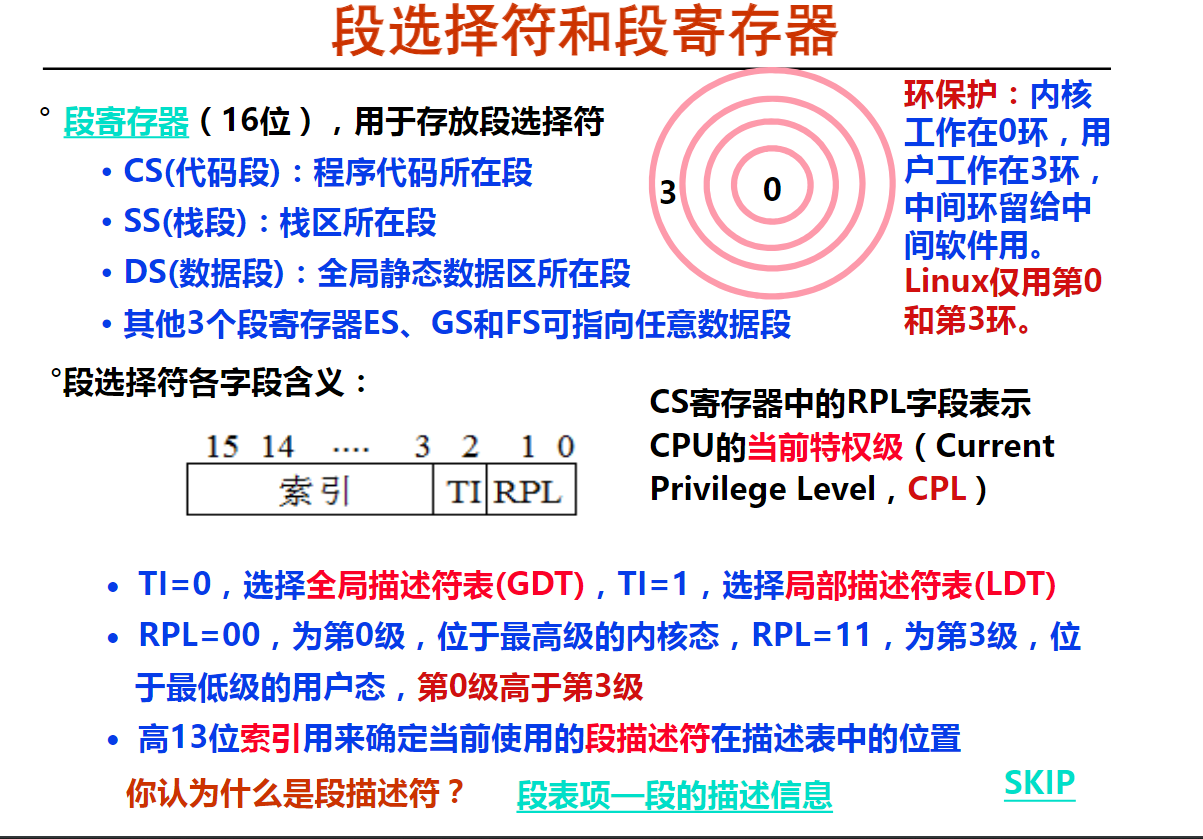 段选择符和段寄存器
° 段寄存器（16位），用于存放段选择符
• CS(代码段)：程序代码所在段
• SS(栈段)：栈区所在段
• DS(数据段)：全局静态数据区所在段
• 其他3个段寄存器ES、GS和FS可指向任意数据段
3 0
环保护：内核
工作在0环，用
户工作在3环，
中间环留给中
间软件用。
Linux仅用第0
和第3环。
°段选择符各字段含义：
15 14 ···· 3 2 1 0
索引 TI RPL
CS寄存器中的RPL字段表示
CPU的当前特权级（Current
Privilege Level，CPL）
• TI=0，选择全局描述符表(GDT)，TI=1，选择局部描述符表(LDT)
• RPL=00，为第0级，位于最高级的内核态，RPL=11，为第3级，位
于最低级的用户态，第0级高于第3级
• 高13位索引用来确定当前使用的段描述符在描述表中的位置
你认为什么是段描述符？ 段表项—段的描述信息
SKIP